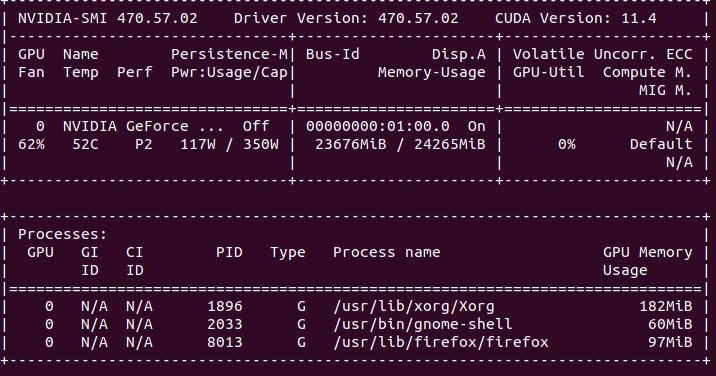 NVIDIA-SMI 470.57.02 Driver Version: 470.57.02 CUDA Version: 11.4
GPU Name Persistence-M| Bus-Id Disp.A | Volatile Uncorr. ECC
Fan Temp Perf Pwr:Usage/Cap| Memory-Usage | GPU-Util Compute M.
MIG M.
0 NVIDIA GeForce ... Off | 00000000:01:00.0 On | N/A
62% 52C P2 117W / 350W | 23676MiB / 24265MiB | 0% Default
N/A
Processes:
GPU GI CI PID Type Process name GPU Memory
ID ID Usage
0 N/A N/A 1896 G /usr/lib/xorg/Xorg 182MiB
0 N/A N/A 2033 G /usr/bin/gnome-shell 60MiB
0 N/A N/A 8013 G /usr/lib/firefox/firefox 97MiB